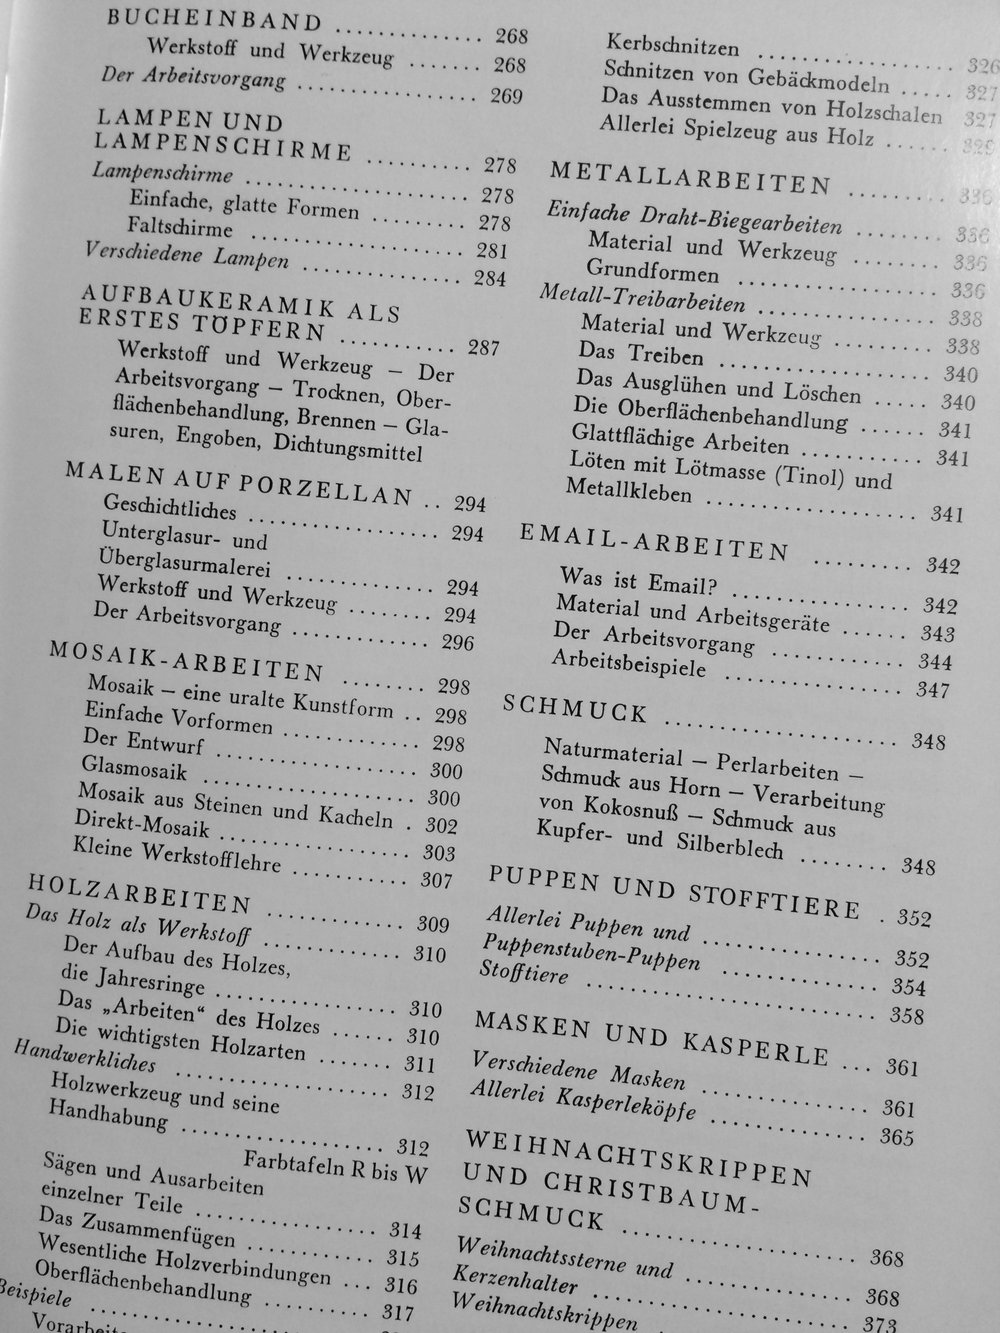 BUCHEINBAND .............. 268
Werkstoff und Werkzeug ....... 268
Der Arbeitsvorgang ................. 269
LAMPEN UND
LAMPENSCHIRME .......... 278
Lampenschirme ...................... 278
Einfache, glatte Formen .......... 278
Faltschirme ...................... 281
Verschiedene Lampen ................ 284
AUFBAUKERAMIK ALS
ERSTES TÖPFERN ........... 287
Werkstoff und Werkzeug – Der
Arbeitsvorgang – Trocknen, Ober-
flächenbehandlung, Brennen – Gla-
suren, Engoben, Dichtungsmittel
MALEN AUF PORZELLAN .. 294
Geschichtliches ................... 294
Unterglasur- und
Überglasurmalerei ............... 294
Werkstoff und Werkzeug ......... 294
Der Arbeitsvorgang .............. 296
MOSAIK-ARBEITEN ........ 298
Mosaik – eine uralte Kunstform .. 298
Einfache Vorformen .............. 298
Der Entwurf .................... 300
Glasmosaik ..................... 300
Mosaik aus Steinen und Kacheln . 302
Direkt-Mosaik .................. 303
Kleine Werkstofflehre ........... 307
HOLZARBEITEN .............. 309
Das Holz als Werkstoff ............. 310
Der Aufbau des Holzes,
die Jahresringe ................. 310
Das „Arbeiten“ des Holzes ...... 310
Die wichtigsten Holzarten ....... 311
Handwerkliches .................... 312
Holzwerkzeug und seine
Handhabung .................... 312
Farbtafeln R bis W
Sägen und Ausarbeiten
einzelner Teile ................. 314
Das Zusammenfügen ............ 315
Wesentliche Holzverbindungen ... 316
Oberflächenbehandlung .......... 317
Beispiele
Kerbschnitzen ................... 326
Schnitzen von Gebäckmodeln ..... 327
Das Ausstemmen von Holzschalen 327
Allerlei Spielzeug aus Holz ...... 329
METALLARBEITEN .......... 336
Einfache Draht-Biegearbeiten ........ 336
Material und Werkzeug ......... 336
Grundformen ................... 336
Metall-Treibarbeiten ............... 338
Material und Werkzeug ......... 338
Das Treiben .................... 340
Das Ausglühen und Löschen ..... 340
Die Oberflächenbehandlung ...... 341
Glattflächige Arbeiten ........... 341
Löten mit Lötmasse (Tinol) und
Metallkleben ................... 341
EMAIL-ARBEITEN ......... 342
Was ist Email? .................. 342
Material und Arbeitsgeräte ...... 343
Der Arbeitsvorgang ............ 344
Arbeitsbeispiele ................ 347
SCHMUCK .................... 348
Naturmaterial – Perlarbeiten –
Schmuck aus Horn – Verarbeitung
von Kokosnuß – Schmuck aus
Kupfer- und Silberblech ......... 348
PUPPEN UND STOFFTIERE . 352
Allerlei Puppen und ............... 352
Puppenstuben-Puppen ............. 354
Stofftiere ......................... 358
MASKEN UND KASPERLE ... 361
Verschiedene Masken .............. 361
Allerlei Kasperleköpfe ............. 365
WEIHNACHTSKRIPPEN
UND CHRISTBAUM-
SCHMUCK .................... 368
Weihnachtssterne und .............. 368
Kerzenhalter ...................... 373
Weihnachtskrippen